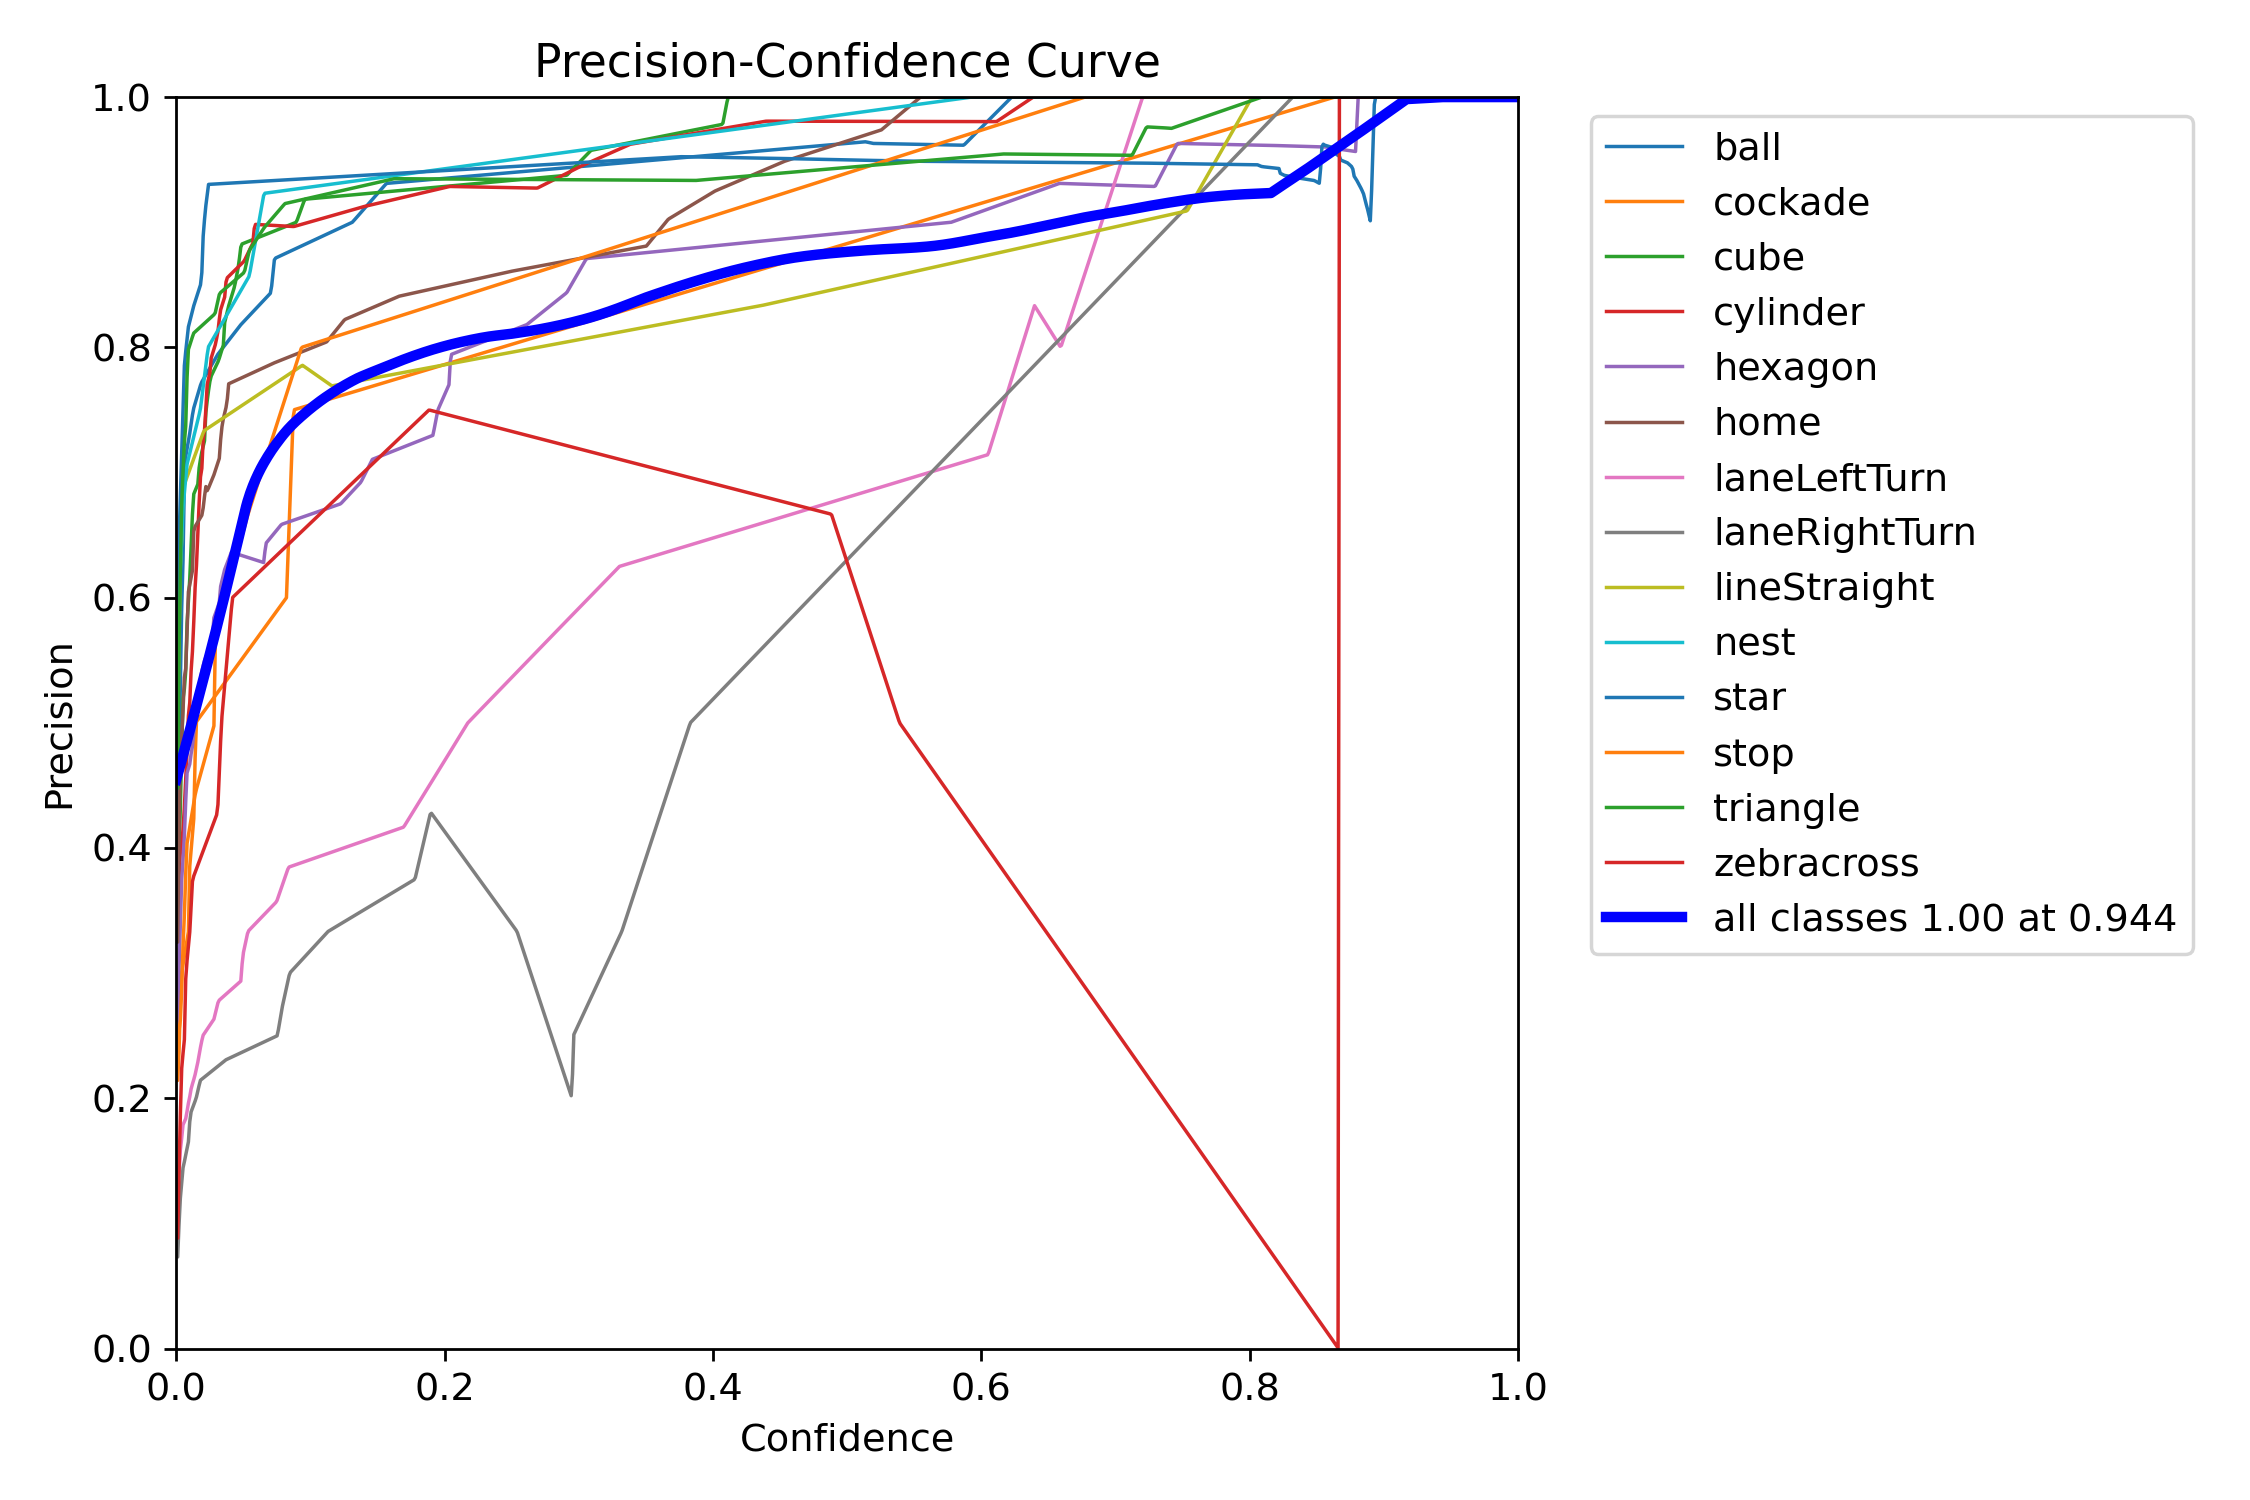 Precision-Confidence Curve
1.0
0.8
0.6
0.4
0.2
0.0
Precision
0.0 0.2 0.4 0.6 0.8 1.0
Confidence
ball
cockade
cube
cylinder
hexagon
home
laneLeftTurn
laneRightTurn
lineStraight
nest
star
stop
triangle
zebracross
all classes 1.00 at 0.944